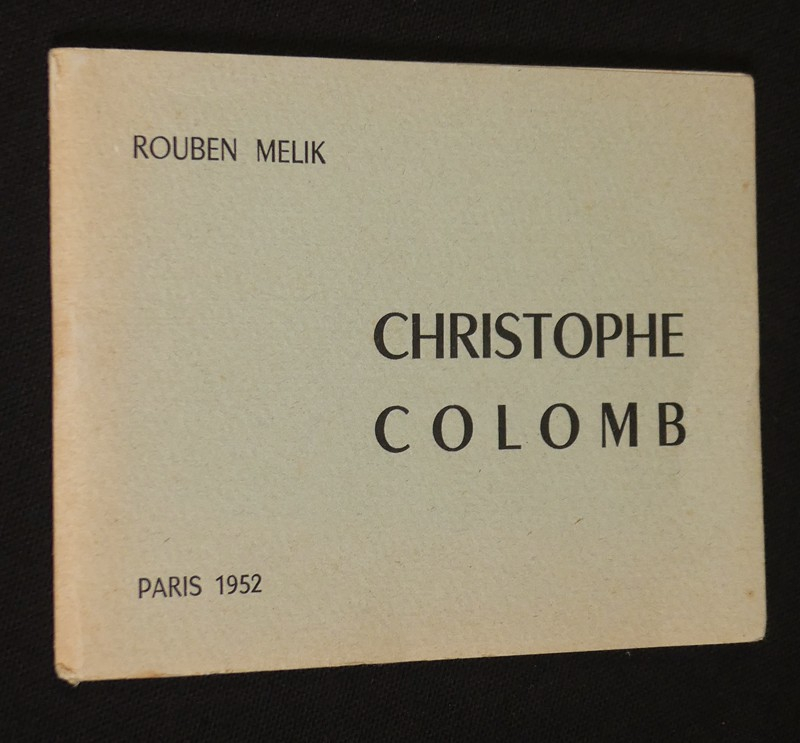 ROUBEN MELIK
CHRISTOPHE
COLOMB
PARIS 1952